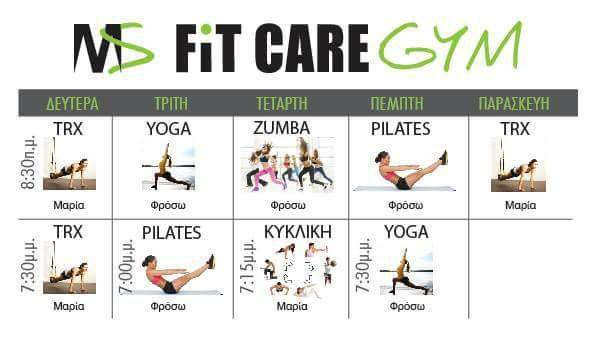 MS FiT CARE GYM
ΔΕΥΤΕΡΑ ΤΡΙΤΗ ΤΕΤΑΡΤΗ ΠΕΜΠΤΗ ΠΑΡΑΣΚΕΥΗ
8:30π.μ. TRX YOGA ZUMBA PILATES TRX
Μαρία Φρόσω Φρόσω Φρόσω Μαρία
7:30μ.μ. TRX 7:00μ.μ. PILATES 7:15μ.μ. ΚΥΚΛΙΚΗ 7:30μ.μ. YOGA
Μαρία Φρόσω Μαρία Φρόσω